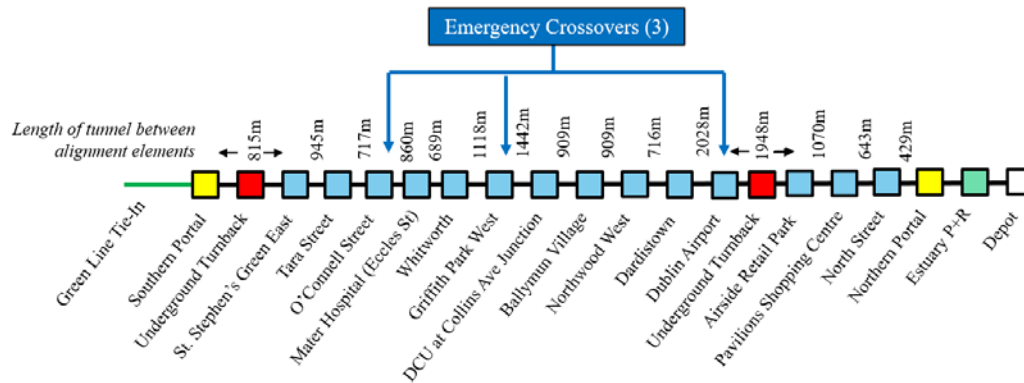 Emergency Crossovers (3)
Length of tunnel between
alignment elements
815m
945m
717m
860m
689m
1118m
1442m
909m
909m
716m
2028m
1948m
1070m
643m
429m
Green Line Tie-In
Southern Portal
Underground Turnback
St. Stephen's Green East
Tara Street
O'Connell Street
Mater Hospital (Eccles St)
Whitworth
Griffith Park West
DCU at Collins Ave Junction
Ballymun Village
Northwood West
Dardistown
Dublin Airport
Underground Turnback
Airside Retail Park
Pavilions Shopping Centre
North Street
Northern Portal
Estuary P+R
Depot